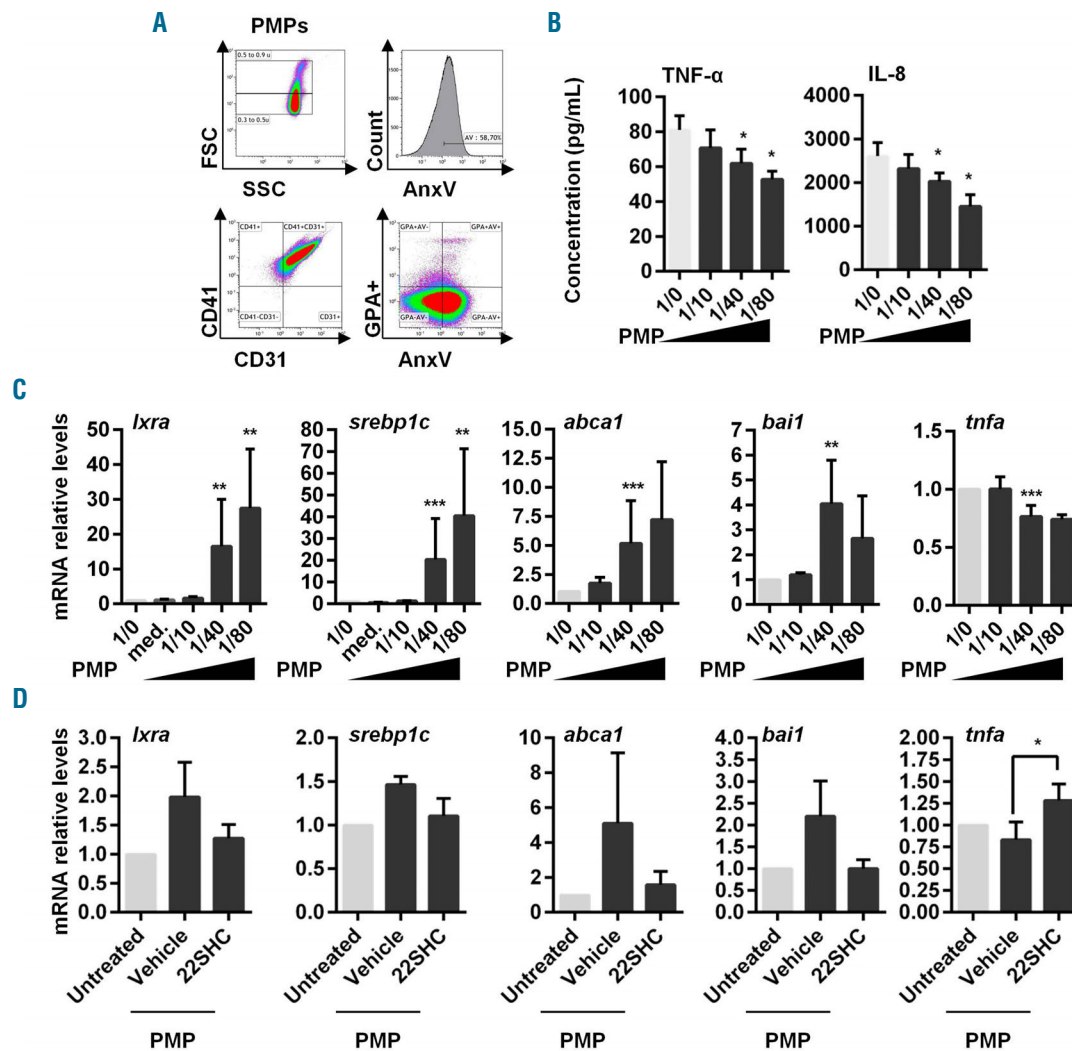 A
PMPs
0.5 to 0.9 u
0.3 to 0.5u
FSC
SSC
Count
1500
1000
500
0
AV : 58,70%
AnxV
CD41+
CD41+CD31+
CD41-CD31-
CD31+
CD41
CD31
GPA+AV-
GPA+AV+
GPA-AV-
GPA-AV+
GPA+
AnxV
B
Concentration (pg/mL)
TNF-α
100
80
60
40
20
0
* *
1/0 1/10 1/40 1/80
PMP
IL-8
4000
3000
2000
1000
0
* *
1/0 1/10 1/40 1/80
PMP
C
mRNA relative levels
lxra
50
40
30
20
10
0
** **
1/0 med. 1/10 1/40 1/80
PMP
srebp1c
80
70
60
50
40
30
20
10
0
*** **
1/0 med. 1/10 1/40 1/80
PMP
abca1
15.0
12.5
10.0
7.5
5.0
2.5
0.0
***
1/0 1/10 1/40 1/80
PMP
bai1
7
6
5
4
3
2
1
0
**
1/0 1/10 1/40 1/80
PMP
tnfa
1.5
1.0
0.5
0.0
***
1/0 1/10 1/40 1/80
PMP
D
mRNA relative levels
lxra
3.0
2.5
2.0
1.5
1.0
0.5
0.0
Untreated Vehicle 22SHC
PMP
srebp1c
2.0
1.5
1.0
0.5
0.0
Untreated Vehicle 22SHC
PMP
abca1
10
8
6
4
2
0
Untreated Vehicle 22SHC
PMP
bai1
4.0
3.5
3.0
2.5
2.0
1.5
1.0
0.5
0.0
Untreated Vehicle 22SHC
PMP
tnfa
2.00
1.75
1.50
1.25
1.00
0.75
0.50
0.25
0.00
*
Untreated Vehicle 22SHC
PMP